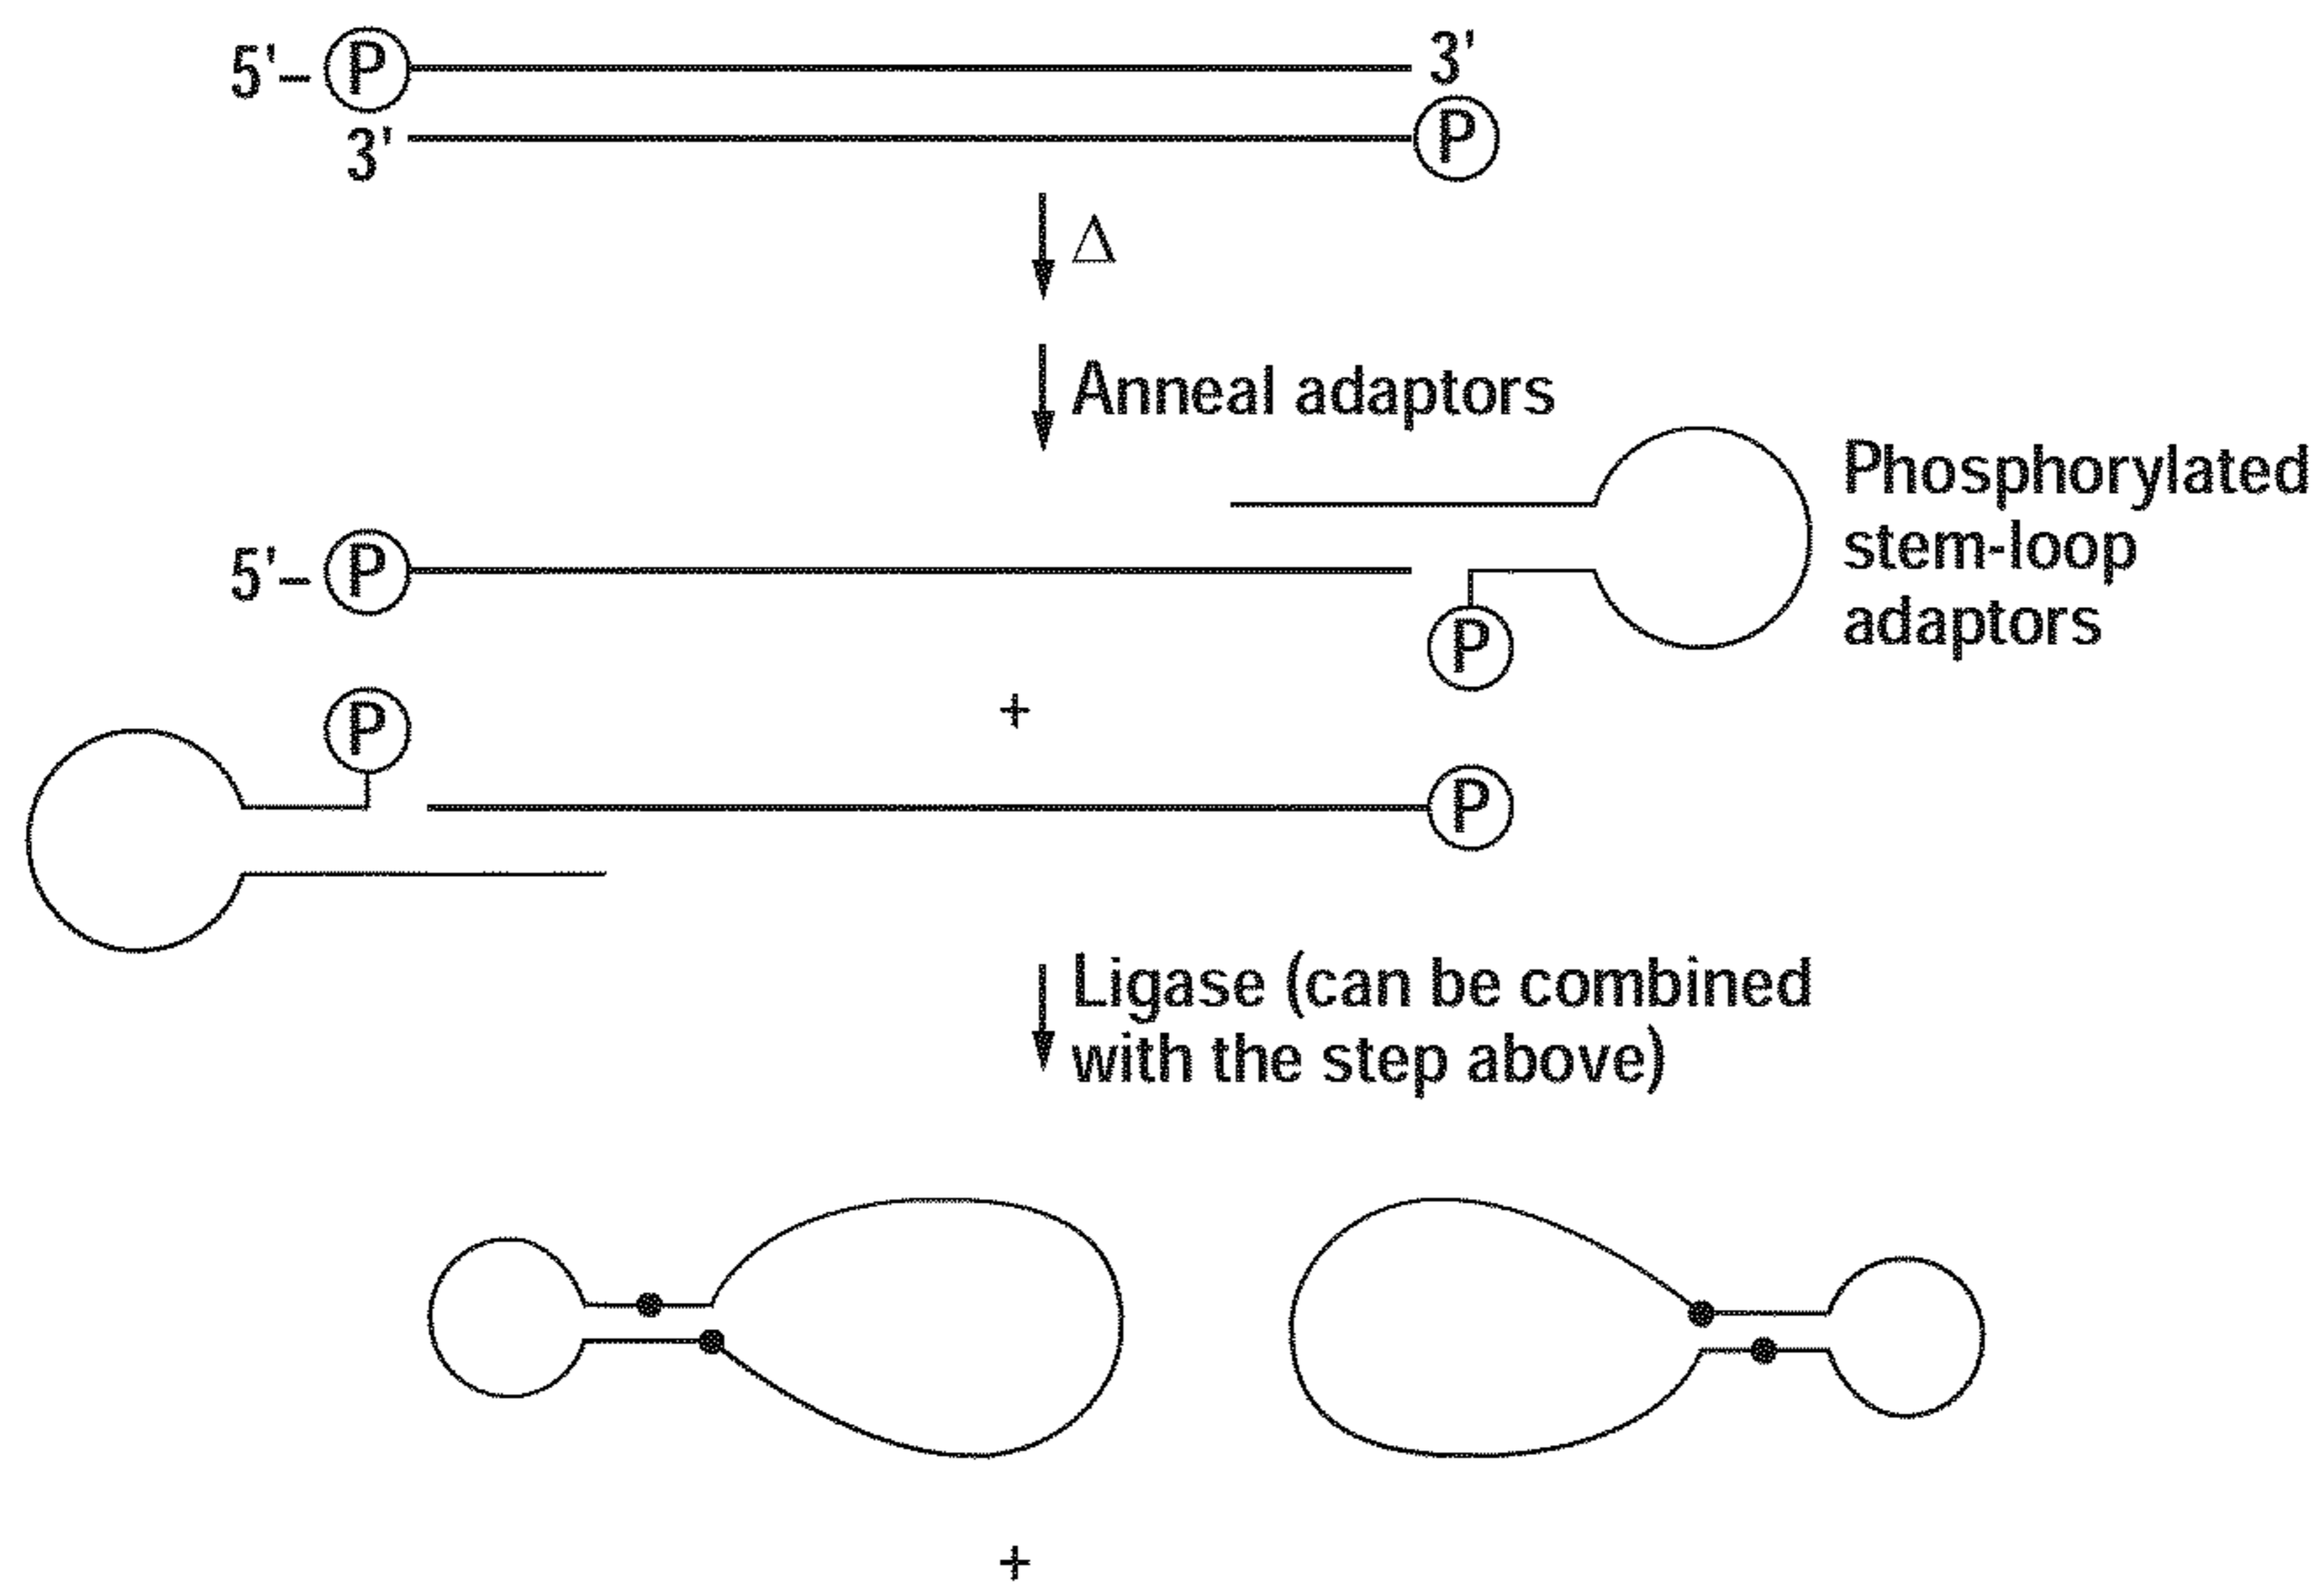 5'– P 3'
3' P
Δ
Anneal adaptors
Phosphorylated
stem-loop
adaptors
5'– P
P
P
+
P
Ligase (can be combined
with the step above)
+